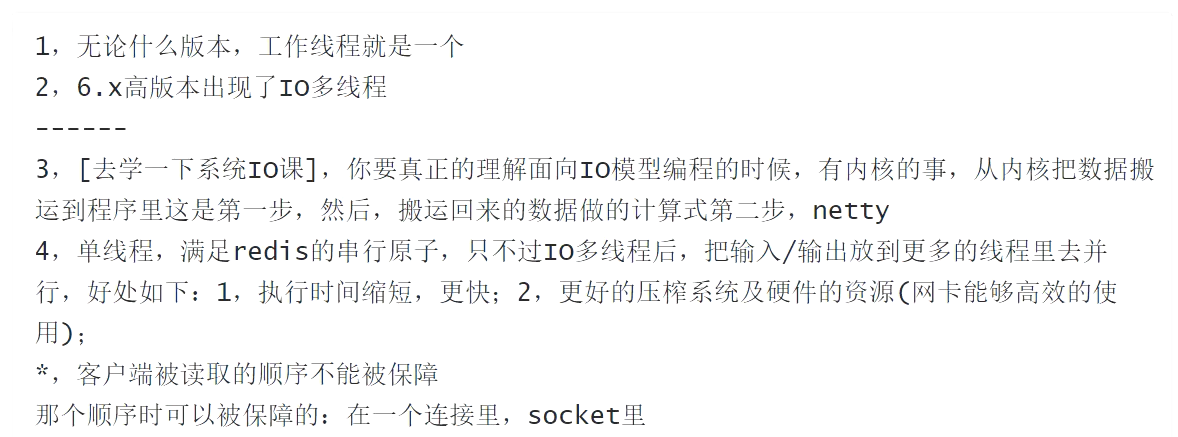 1，无论什么版本，工作线程就是一个
2，6.x高版本出现了IO多线程
------
3，[去学一下系统IO课]，你要真正的理解面向IO模型编程的时候，有内核的事，从内核把数据搬
运到程序里这是第一步，然后，搬运回来的数据做的计算式第二步，netty
4，单线程，满足redis的串行原子，只不过IO多线程后，把输入/输出放到更多的线程里去并
行，好处如下：1，执行时间缩短，更快；2，更好的压榨系统及硬件的资源(网卡能够高效的使
用)；
*，客户端被读取的顺序不能被保障
那个顺序时可以被保障的：在一个连接里，socket里